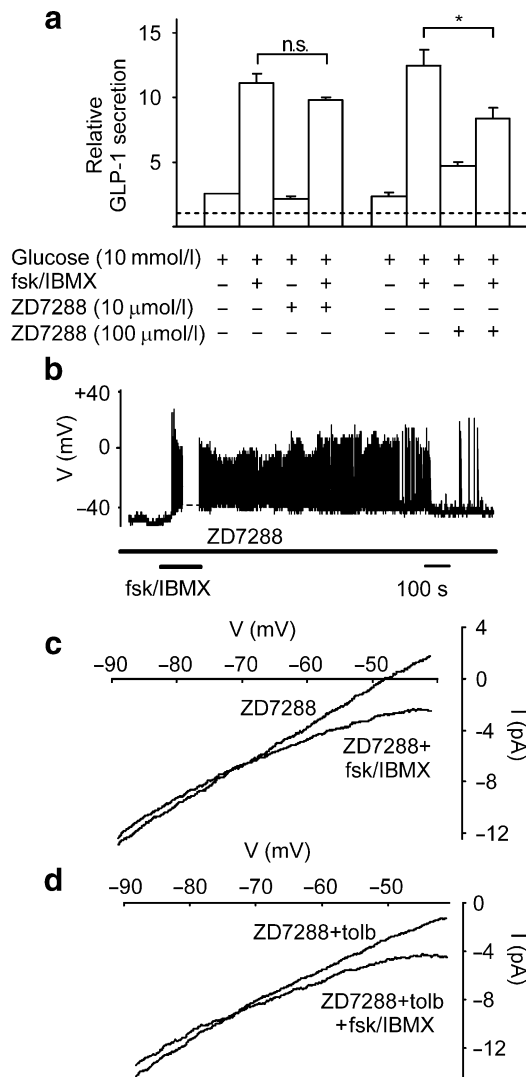 a
15
10
5
Relative
GLP-1 secretion
n.s.
*
Glucose (10 mmol/l) + + + + + + + +
fsk/IBMX – + – + – + – +
ZD7288 (10 μmol/l) – – + + – – – –
ZD7288 (100 μmol/l) – – – – – – + +
b
+40
0
–40
V (mV)
ZD7288
fsk/IBMX
100 s
c
V (mV)
–90 –80 –70 –60 –50
4
0
–4
–8
–12
I (pA)
ZD7288
ZD7288+
fsk/IBMX
d
V (mV)
–90 –80 –70 –60 –50
0
–4
–8
–12
I (pA)
ZD7288+tolb
ZD7288+tolb
+fsk/IBMX